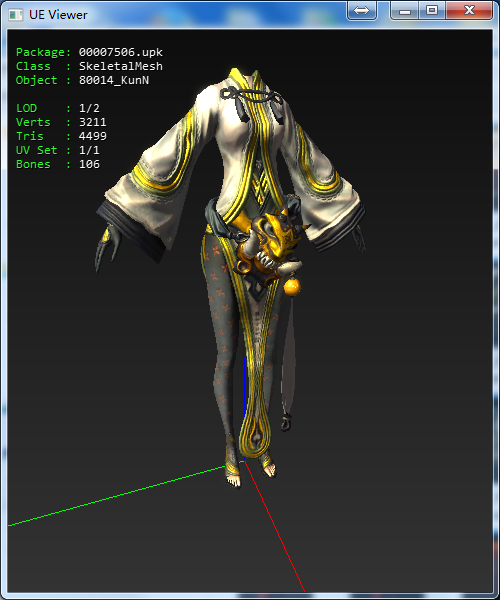 UE Viewer
Package: 00007506.upk
Class : SkeletalMesh
Object : 80014_KunN
LOD : 1/2
Verts : 3211
Tris : 4499
UV Set : 1/1
Bones : 106